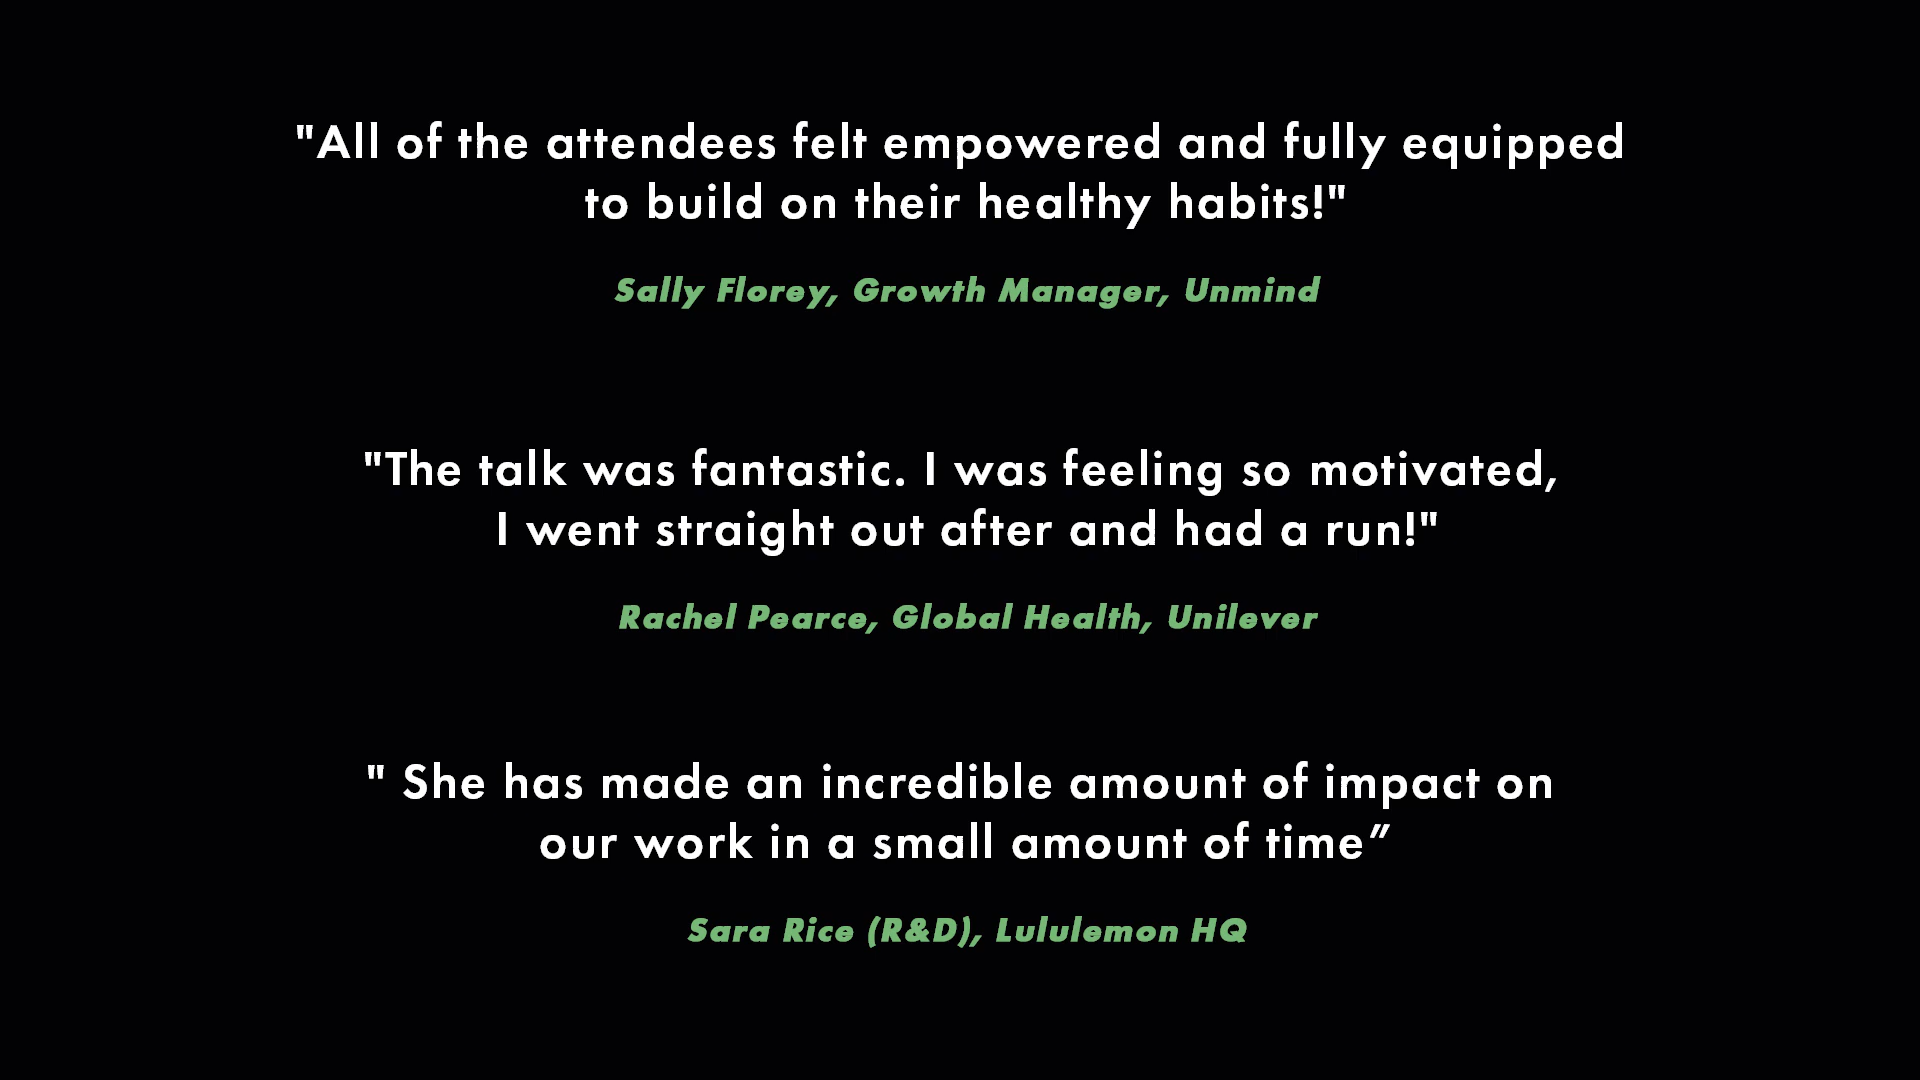 "All of the attendees felt empowered and fully equipped
to build on their healthy habits!"
Sally Florey, Growth Manager, Unmind
"The talk was fantastic. I was feeling so motivated,
I went straight out after and had a run!"
Rachel Pearce, Global Health, Unilever
" She has made an incredible amount of impact on
our work in a small amount of time”
Sara Rice (R&D), Lululemon HQ